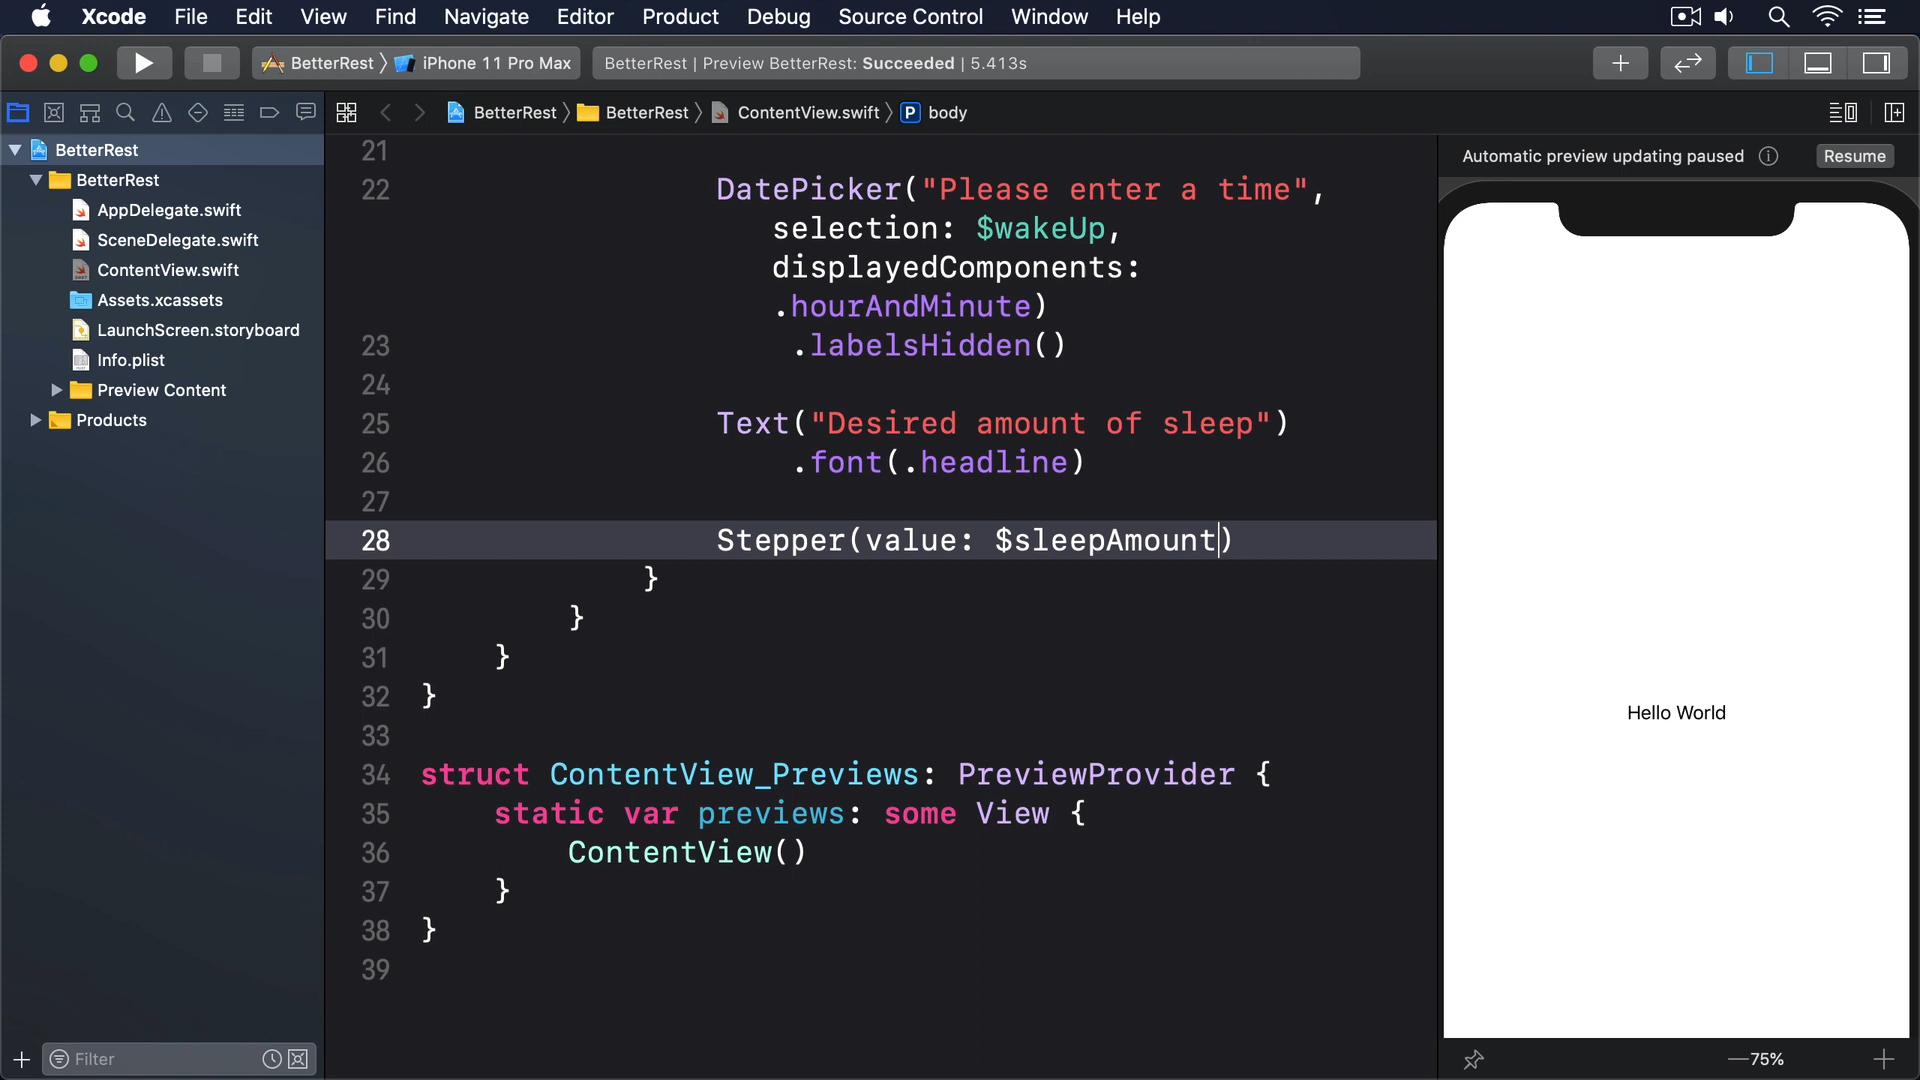 Xcode File Edit View Find Navigate Editor Product Debug Source Control Window Help
BetterRest iPhone 11 Pro Max BetterRest | Preview BetterRest: Succeeded | 5.413s
BetterRest BetterRest ContentView.swift P body
BetterRest
BetterRest
AppDelegate.swift
SceneDelegate.swift
ContentView.swift
Assets.xcassets
LaunchScreen.storyboard
Info.plist
Preview Content
Products
Filter
21
22 DatePicker("Please enter a time",
selection: $wakeUp,
displayedComponents:
.hourAndMinute)
23 .labelsHidden()
24
25 Text("Desired amount of sleep")
26 .font(.headline)
27
28 Stepper(value: $sleepAmount)
29 }
30 }
31 }
32 }
33
34 struct ContentView_Previews: PreviewProvider {
35 static var previews: some View {
36 ContentView()
37 }
38 }
39
Automatic preview updating paused Resume
Hello World
75%